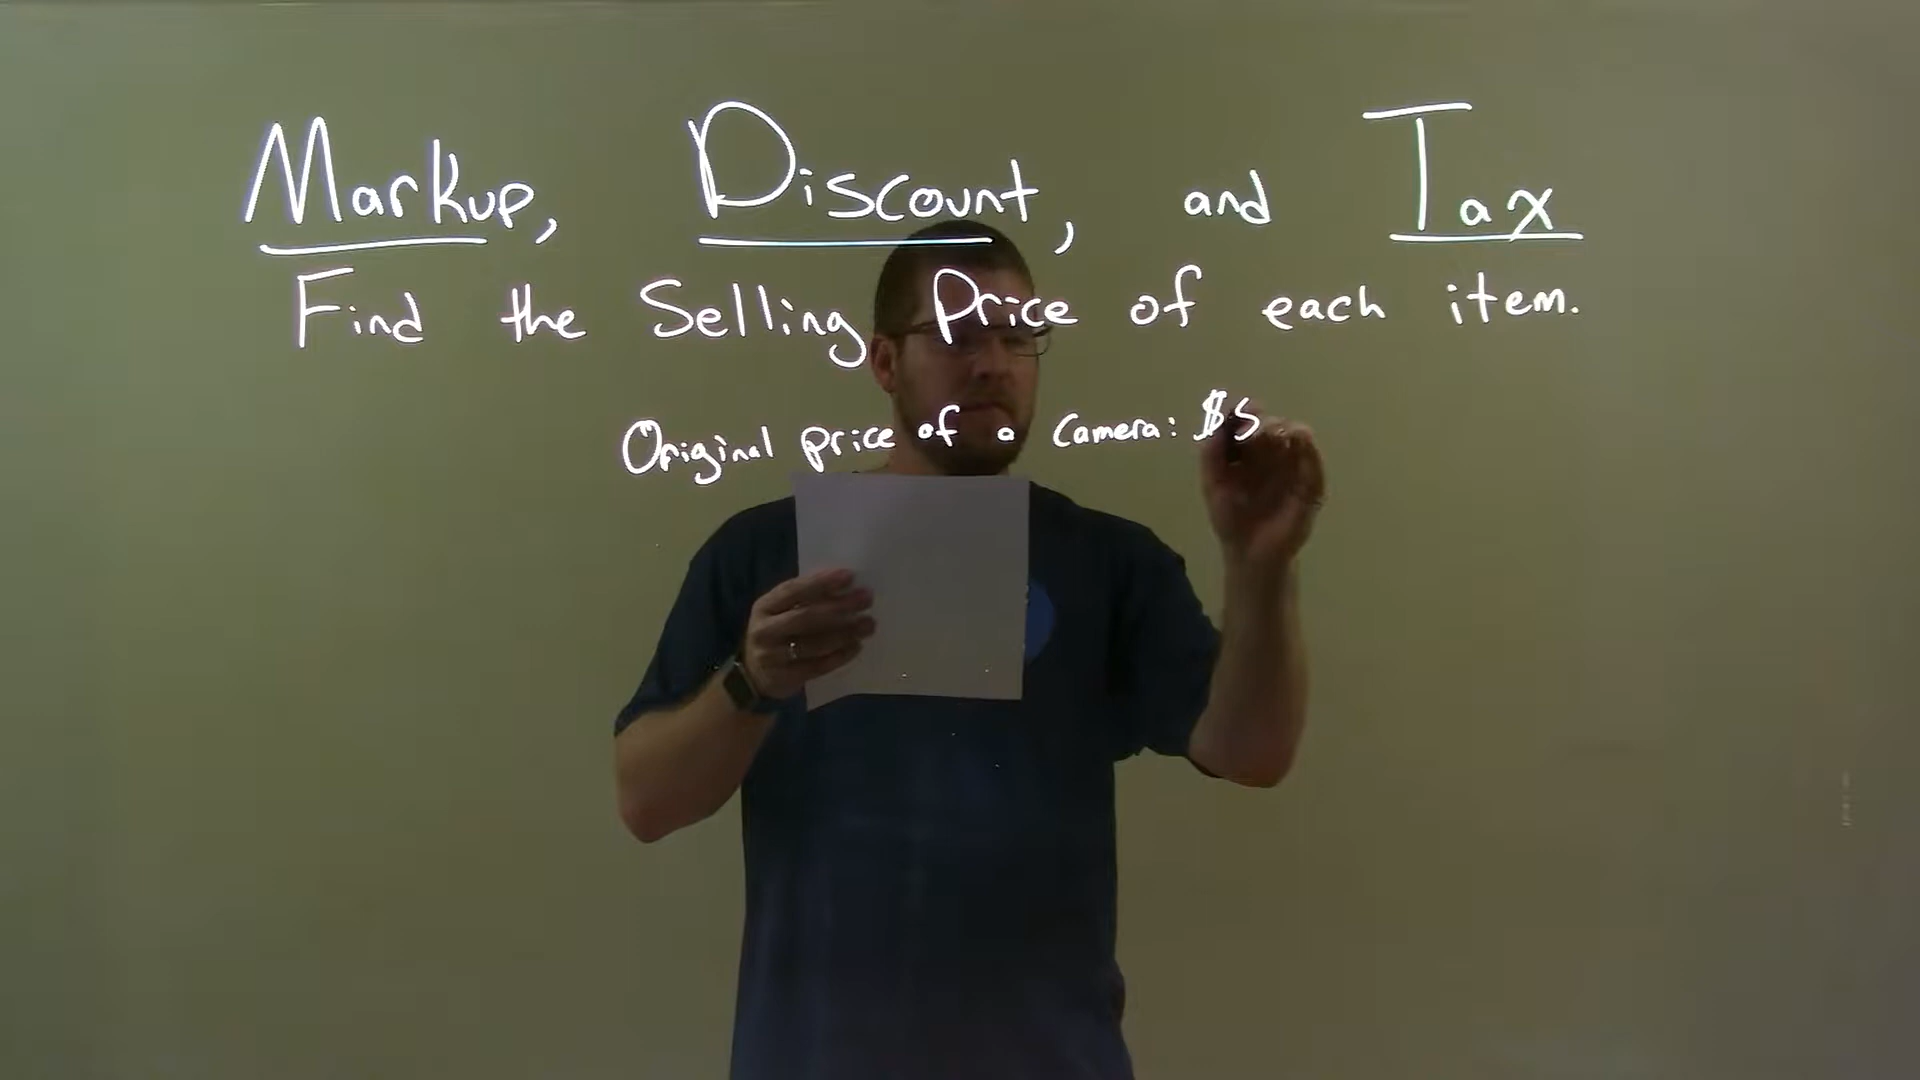 Markup, Discount, and Tax
Find the Selling Price of each item.
Original price of a Camera: $5